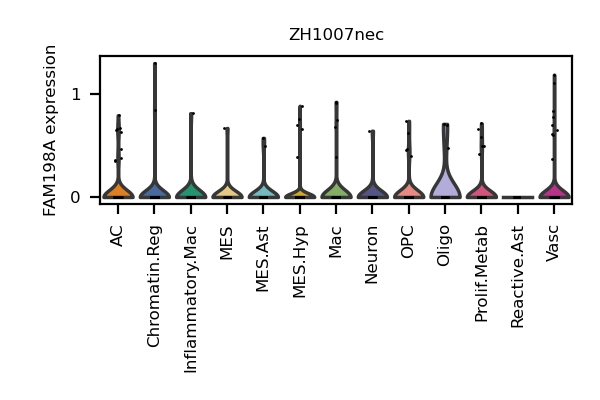 ZH1007nec
FAM198A expression
1
0
AC
Chromatin.Reg
Inflammatory.Mac
MES
MES.Ast
MES.Hyp
Mac
Neuron
OPC
Oligo
Prolif.Metab
Reactive.Ast
Vasc